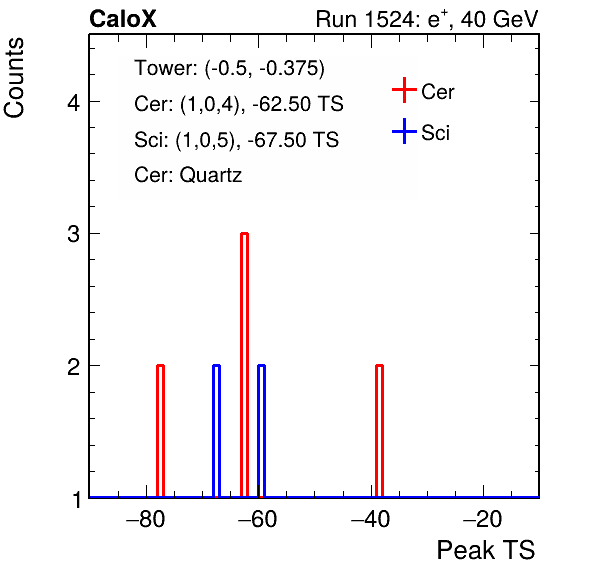 CaloX Run 1524: e+, 40 GeV
Counts
Tower: (-0.5, -0.375)
Cer: (1,0,4), -62.50 TS
Sci: (1,0,5), -67.50 TS
Cer: Quartz
Cer
Sci
4
3
2
1
−80 −60 −40 −20
Peak TS